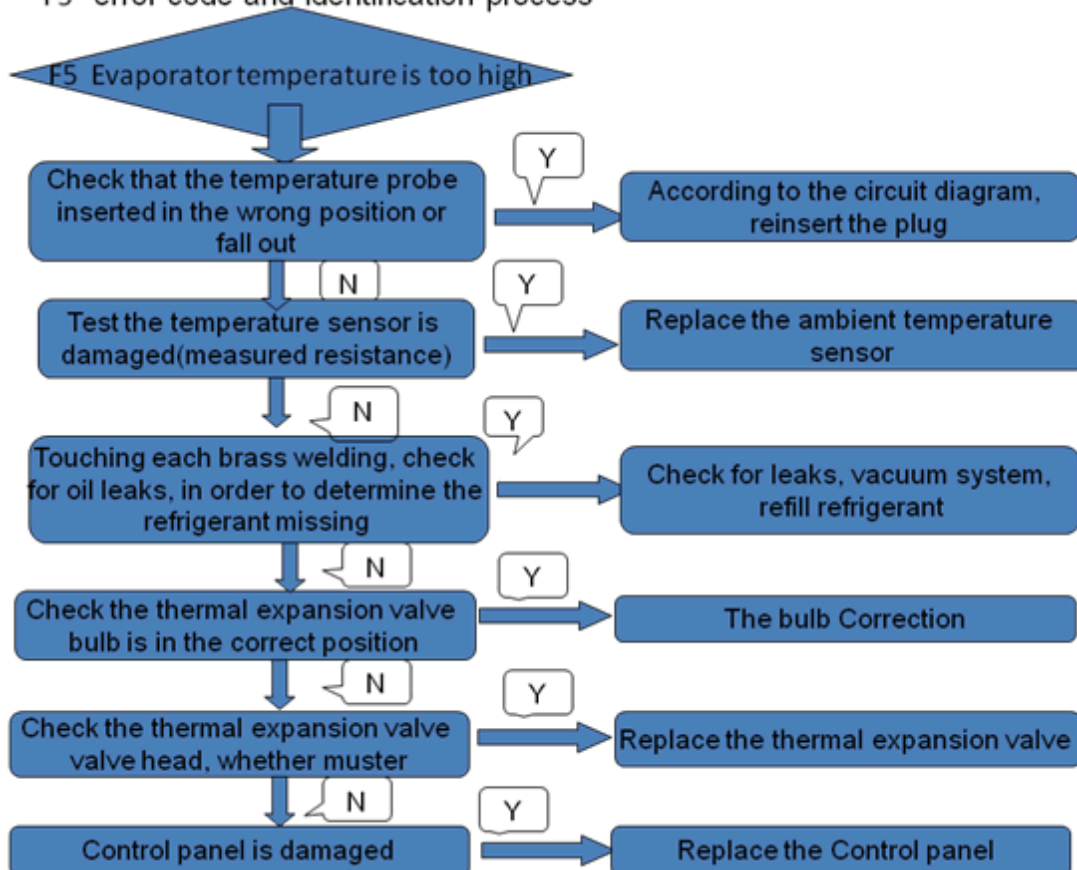 error code and identification process
F5 Evaporator temperature is too high
Check that the temperature probe
inserted in the wrong position or
fall out
Y
According to the circuit diagram,
reinsert the plug
N
Test the temperature sensor is
damaged(measured resistance)
Y
Replace the ambient temperature
sensor
N
Touching each brass welding, check
for oil leaks, in order to determine the
refrigerant missing
Y
Check for leaks, vacuum system,
refill refrigerant
N
Check the thermal expansion valve
bulb is in the correct position
Y
The bulb Correction
N
Check the thermal expansion valve
valve head, whether muster
Y
Replace the thermal expansion valve
N
Control panel is damaged
Y
Replace the Control panel